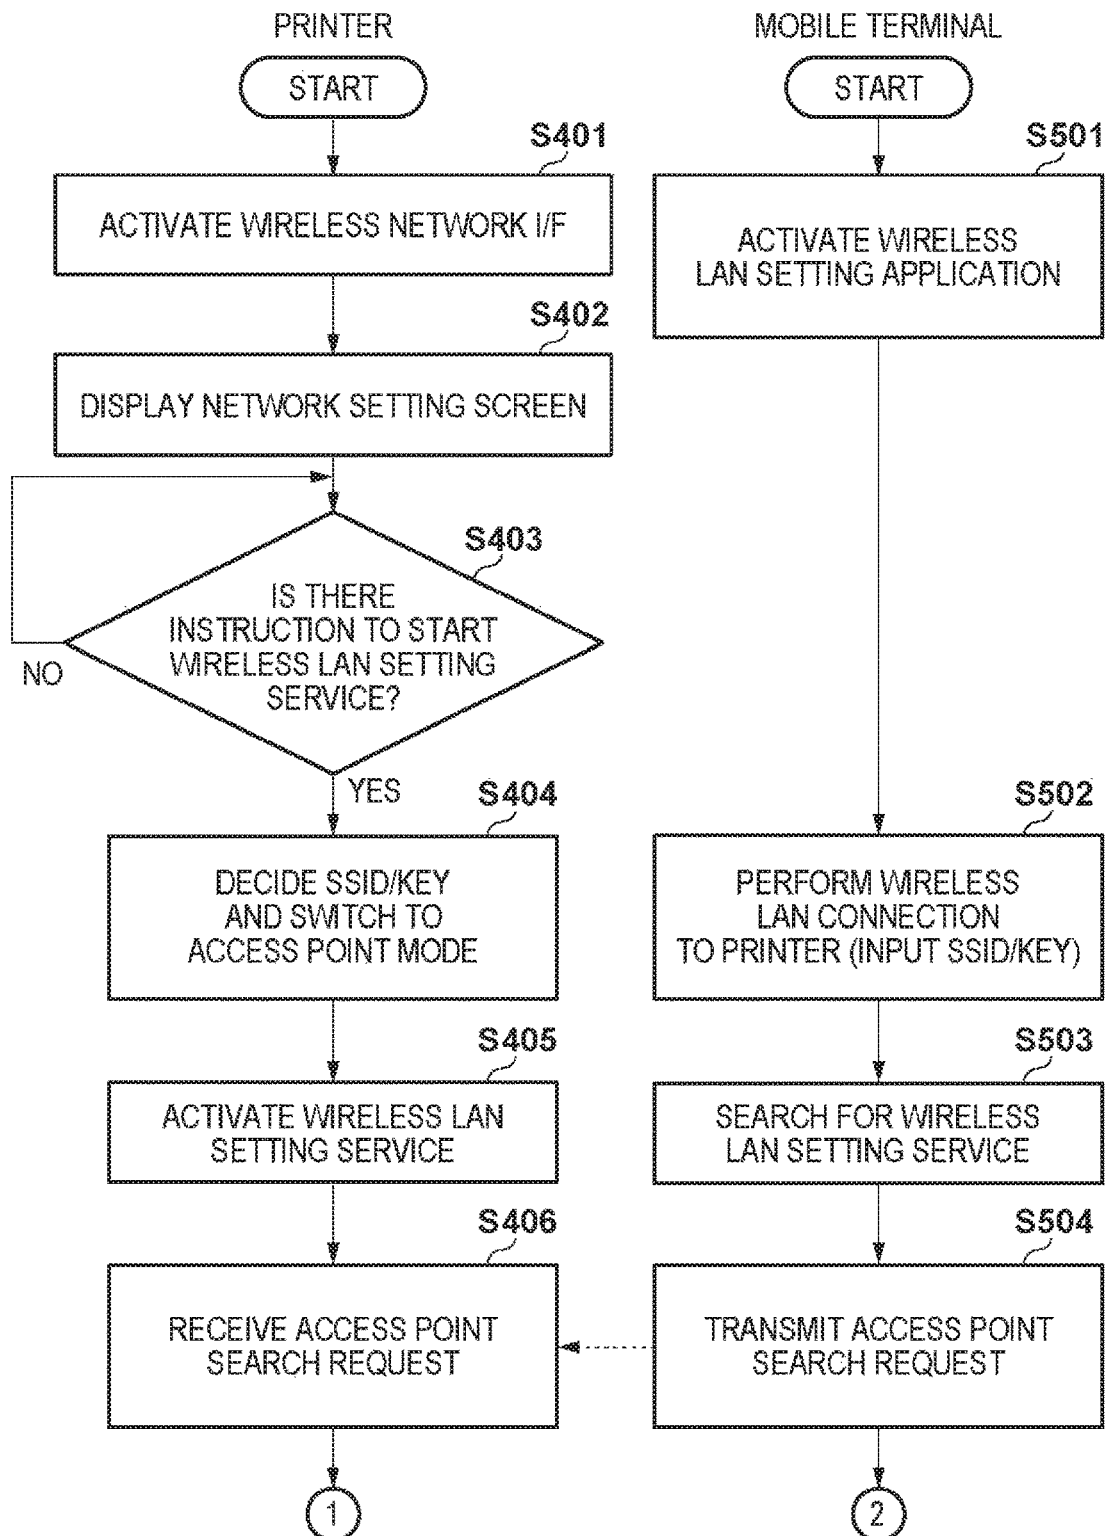 PRINTER
START
S401
ACTIVATE WIRELESS NETWORK I/F
S402
DISPLAY NETWORK SETTING SCREEN
S403
IS THERE
INSTRUCTION TO START
WIRELESS LAN SETTING
SERVICE?
NO
YES
S404
DECIDE SSID/KEY
AND SWITCH TO
ACCESS POINT MODE
S405
ACTIVATE WIRELESS LAN
SETTING SERVICE
S406
RECEIVE ACCESS POINT
SEARCH REQUEST
1
MOBILE TERMINAL
START
S501
ACTIVATE WIRELESS
LAN SETTING APPLICATION
S502
PERFORM WIRELESS
LAN CONNECTION
TO PRINTER (INPUT SSID/KEY)
S503
SEARCH FOR WIRELESS
LAN SETTING SERVICE
S504
TRANSMIT ACCESS POINT
SEARCH REQUEST
2